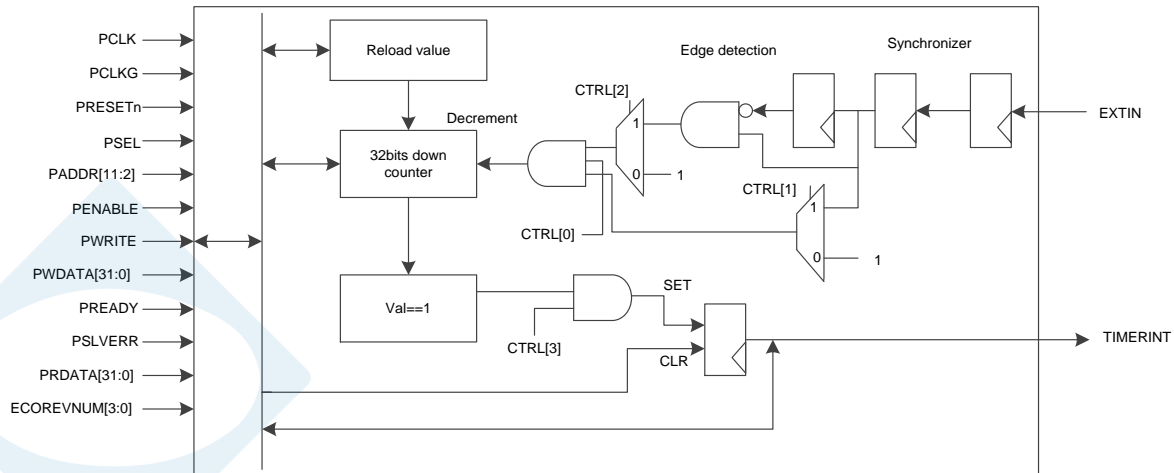 PCLK
PCLKG
PRESETn
PSEL
PADDR[11:2]
PENABLE
PWRITE
PWDATA[31:0]
PREADY
PSLVERR
PRDATA[31:0]
ECOREVNUM[3:0]
Reload value
Edge detection
Synchronizer
CTRL[2]
EXTIN
Decrement
1
32bits down
counter
0
1
CTRL[1]
1
CTRL[0]
0
1
Val==1
SET
CTRL[3]
CLR
TIMERINT